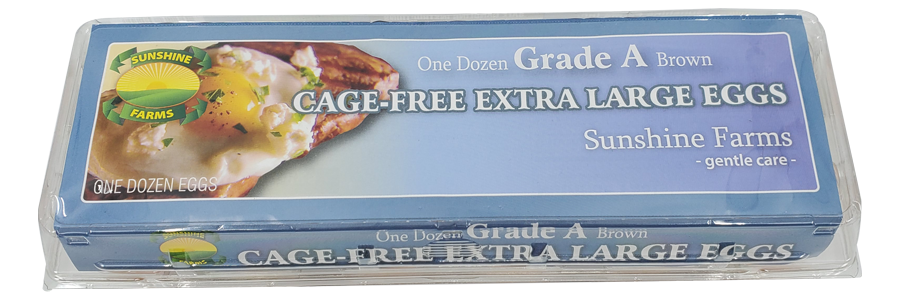 SUNSHINE
FARMS
One Dozen Grade A Brown
CAGE-FREE EXTRA LARGE EGGS
Sunshine Farms
- gentle care -
ONE DOZEN EGGS
SUNSHINE
FARMS
One Dozen Grade A Brown
CAGE-FREE EXTRA LARGE EGGS